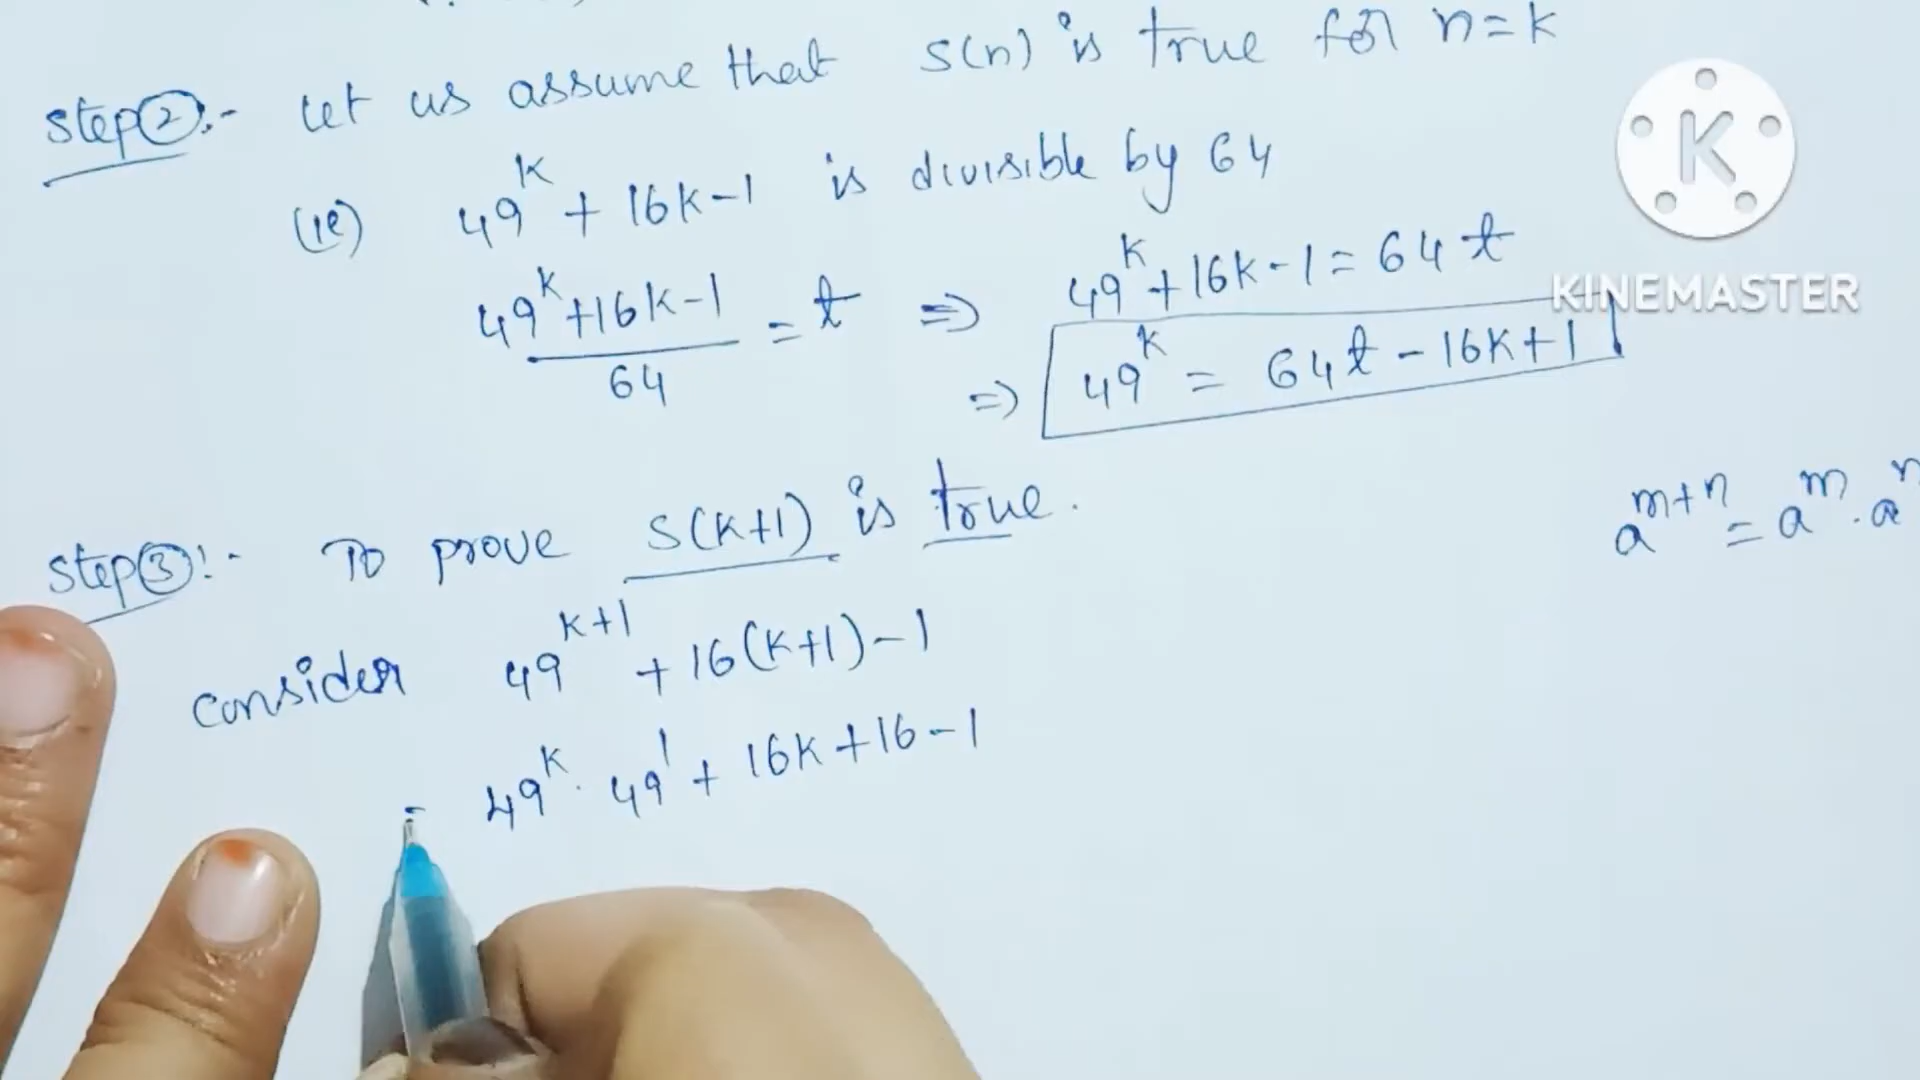 Step②:- Let us assume that S(n) is true for n=k
(ie) 49^k + 16k-1 is divisible by 64
(49^k+16k-1)/64 = t ⇒ 49^k+16k-1=64t
⇒ 49^k = 64t-16k+1
Step③:- To prove S(k+1) is true.
a^(m+n) = a^m . a^n
consider 49^(k+1) + 16(k+1)-1
= 49^k . 49^1 + 16k+16-1
K
KINEMASTER